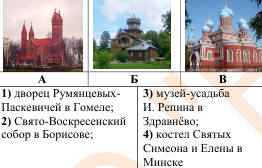 А Б В
1) дворец Румянцевых-
Паскевичей в Гомеле;
2) Свято-Воскресенский
собор в Борисове;
3) музей-усадьба
И. Репина в
Здравнёво;
4) костел Святых
Симеона и Елены в
Минске